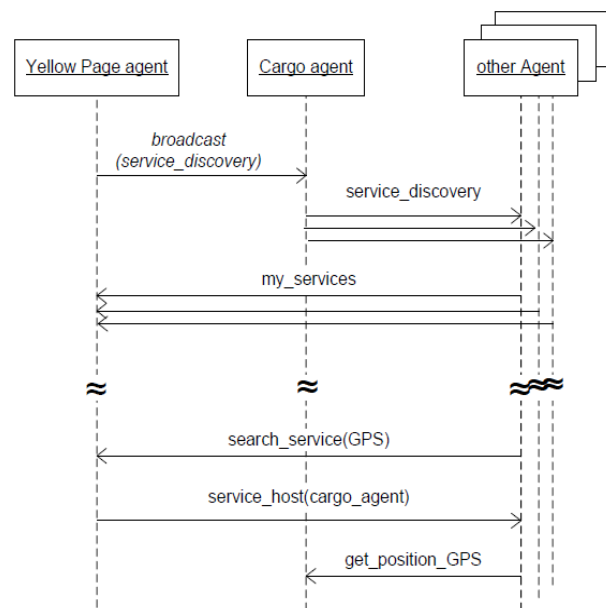 Yellow Page agent
Cargo agent
other Agent
broadcast
(service_discovery)
service_discovery
my_services
search_service(GPS)
service_host(cargo_agent)
get_position_GPS